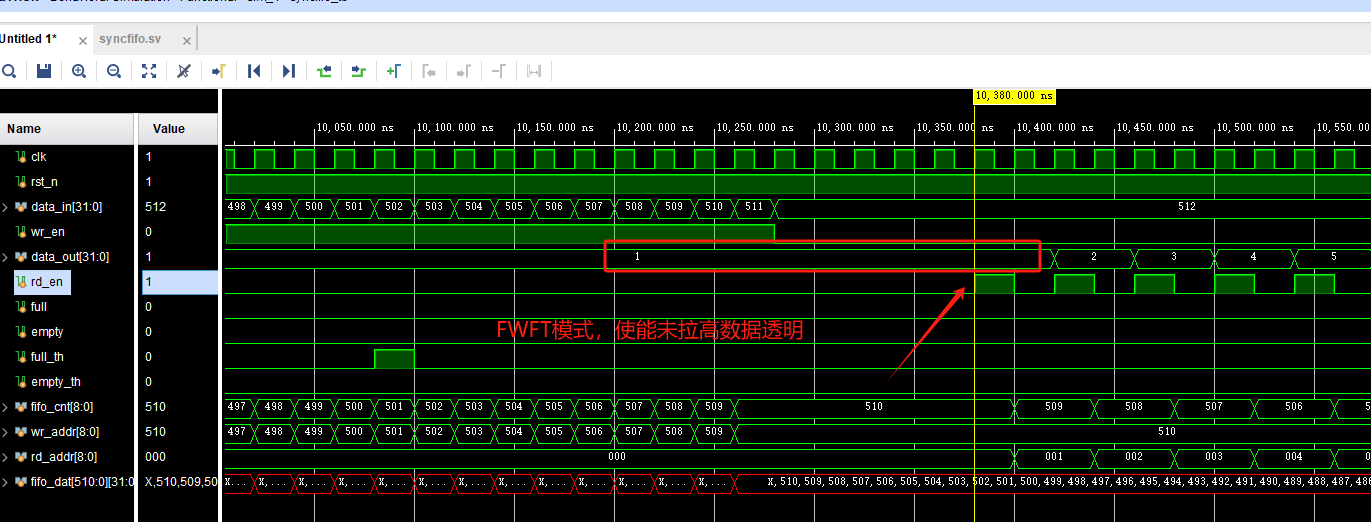 Untitled 1*
syncfifo.sv
10,380.000 ns
Name
Value
10,050.000 ns
10,100.000 ns
10,150.000 ns
10,200.000 ns
10,250.000 ns
10,300.000 ns
10,350.000 ns
10,400.000 ns
10,450.000 ns
10,500.000 ns
10,550.000
clk
1
rst_n
1
data_in[31:0]
512
498
499
500
501
502
503
504
505
506
507
508
509
510
511
512
wr_en
0
data_out[31:0]
1
1
2
3
4
5
rd_en
1
full
0
FWFT模式,使能未拉高数据透明
empty
0
full_th
0
empty_th
0
fifo_cnt[8:0]
510
497
498
499
500
501
502
503
504
505
506
507
508
509
510
509
508
507
506
wr_addr[8:0]
510
497
498
499
500
501
502
503
504
505
506
507
508
509
510
rd_addr[8:0]
000
000
001
002
003
004
fifo_dat[510:0][31:0
X,510,509,50
X...
X,...
X,...
X,...
X,...
X,...
X,...
X,...
X,...
X,...
X,...
X,...
X,...
X,510,509,508,507,506,505,504,503,502,501,500,499,498,497,496,495,494,493,492,491,490,489,488,487,486